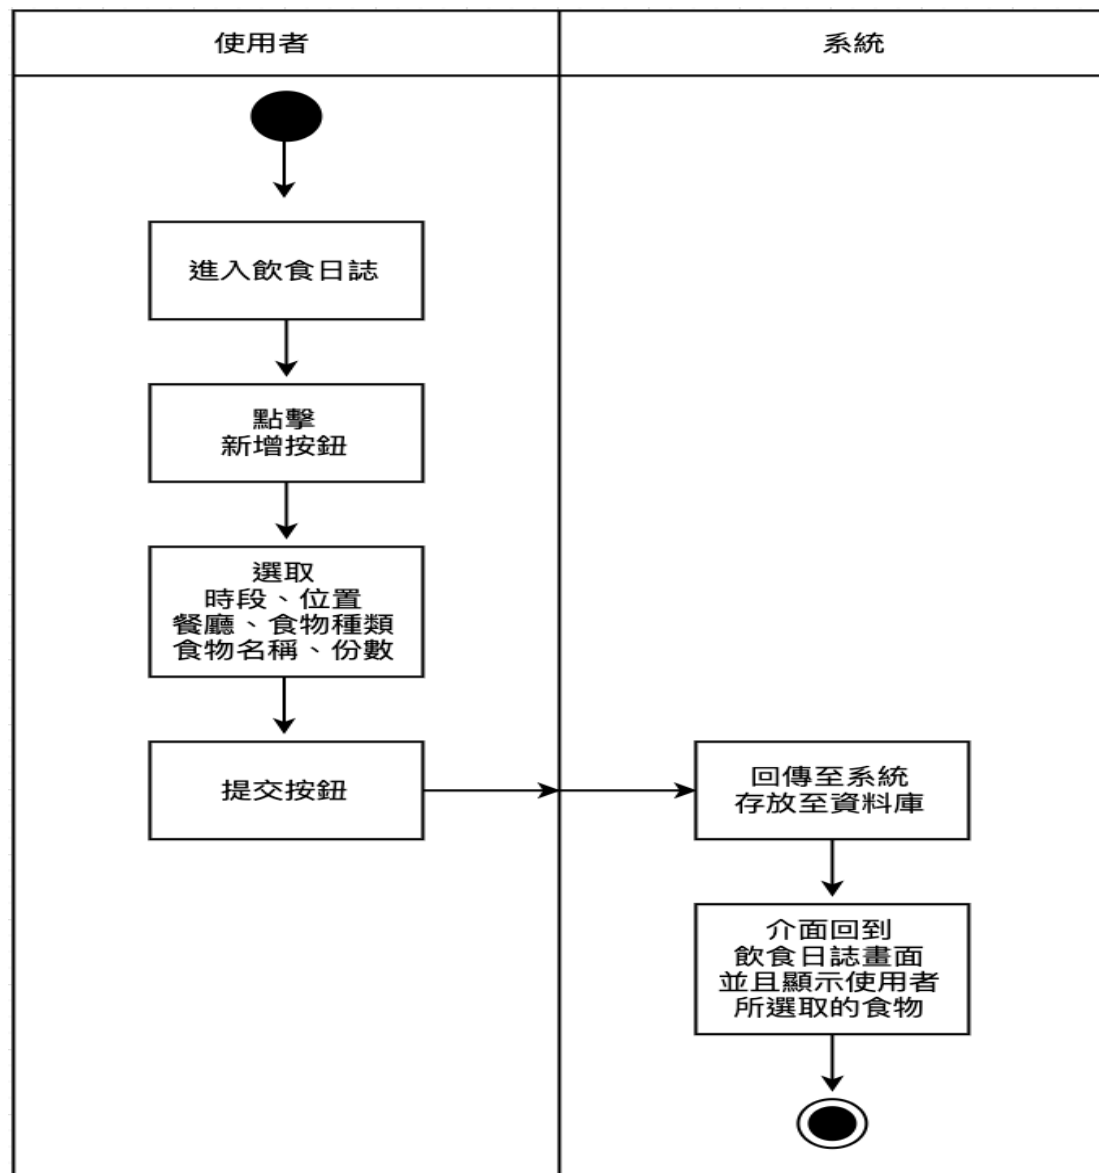 使用者
系統
進入飲食日誌
點擊
新增按鈕
選取
時段、位置
餐廳、食物種類
食物名稱、份數
提交按鈕
回傳至系統
存放至資料庫
介面回到
飲食日誌畫面
並且顯示使用者
所選取的食物